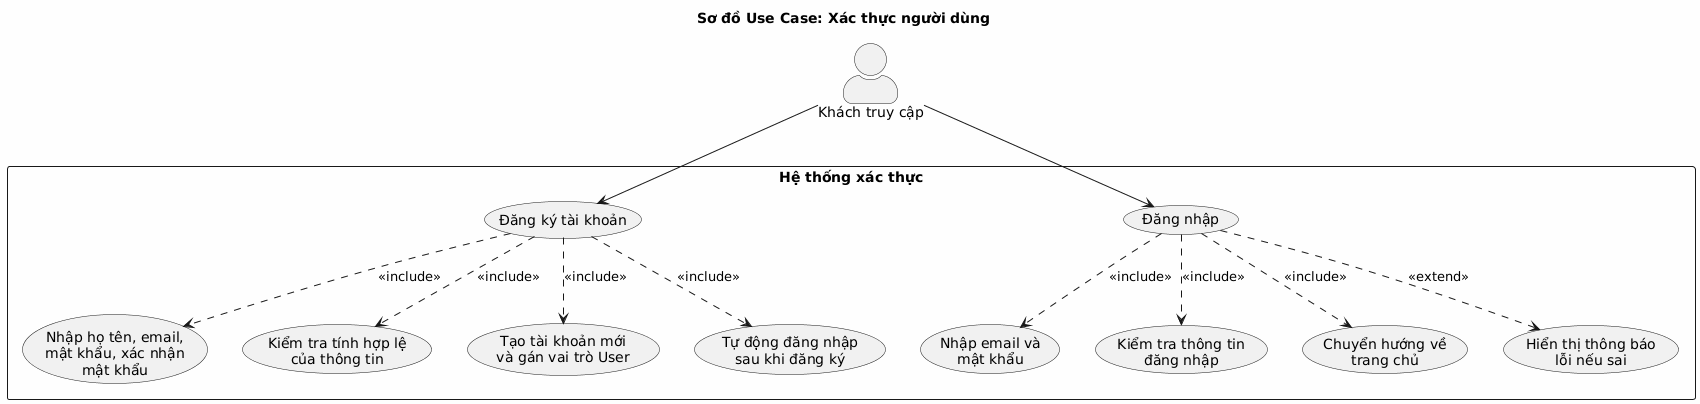 Sơ đồ Use Case: Xác thực người dùng
Khách truy cập
Hệ thống xác thực
Đăng ký tài khoản
Đăng nhập
«include»
«include»
«include»
«include»
«include»
«include»
«include»
«extend»
Nhập họ tên, email,
mật khẩu, xác nhận
mật khẩu
Kiểm tra tính hợp lệ
của thông tin
Tạo tài khoản mới
và gán vai trò User
Tự động đăng nhập
sau khi đăng ký
Nhập email và
mật khẩu
Kiểm tra thông tin
đăng nhập
Chuyển hướng về
trang chủ
Hiển thị thông báo
lỗi nếu sai